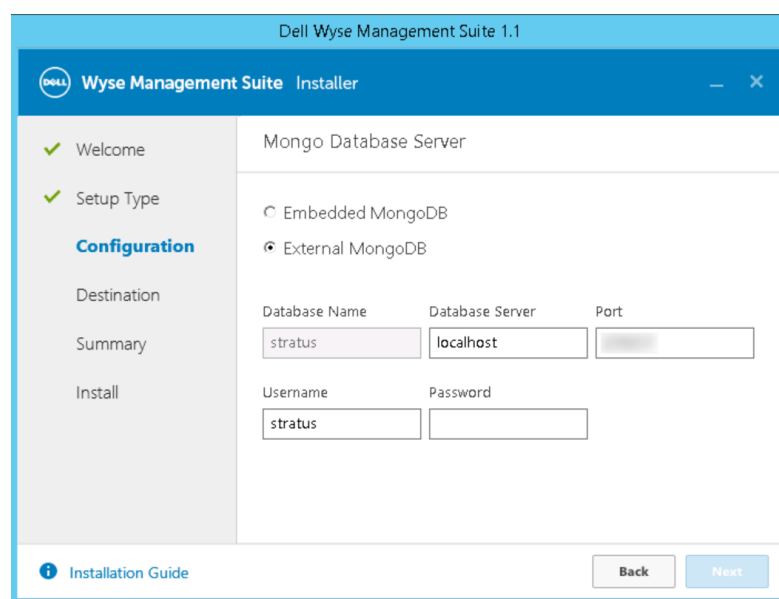 Dell Wyse Management Suite 1.1
DELL Wyse Management Suite Installer
Welcome
Setup Type
Configuration
Destination
Summary
Install
Mongo Database Server
Embedded MongoDB
External MongoDB
Database Name Database Server Port
stratus localhost
Username Password
stratus
Installation Guide
Back Next